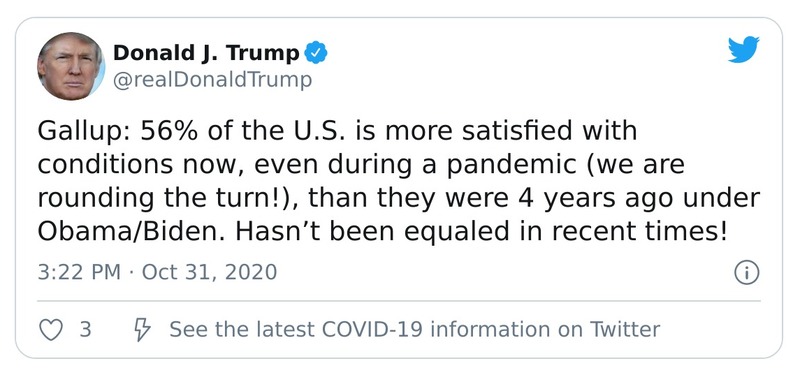 Donald J. Trump
@realDonaldTrump
Gallup: 56% of the U.S. is more satisfied with
conditions now, even during a pandemic (we are
rounding the turn!), than they were 4 years ago under
Obama/Biden. Hasn’t been equaled in recent times!
3:22 PM · Oct 31, 2020
3 See the latest COVID-19 information on Twitter